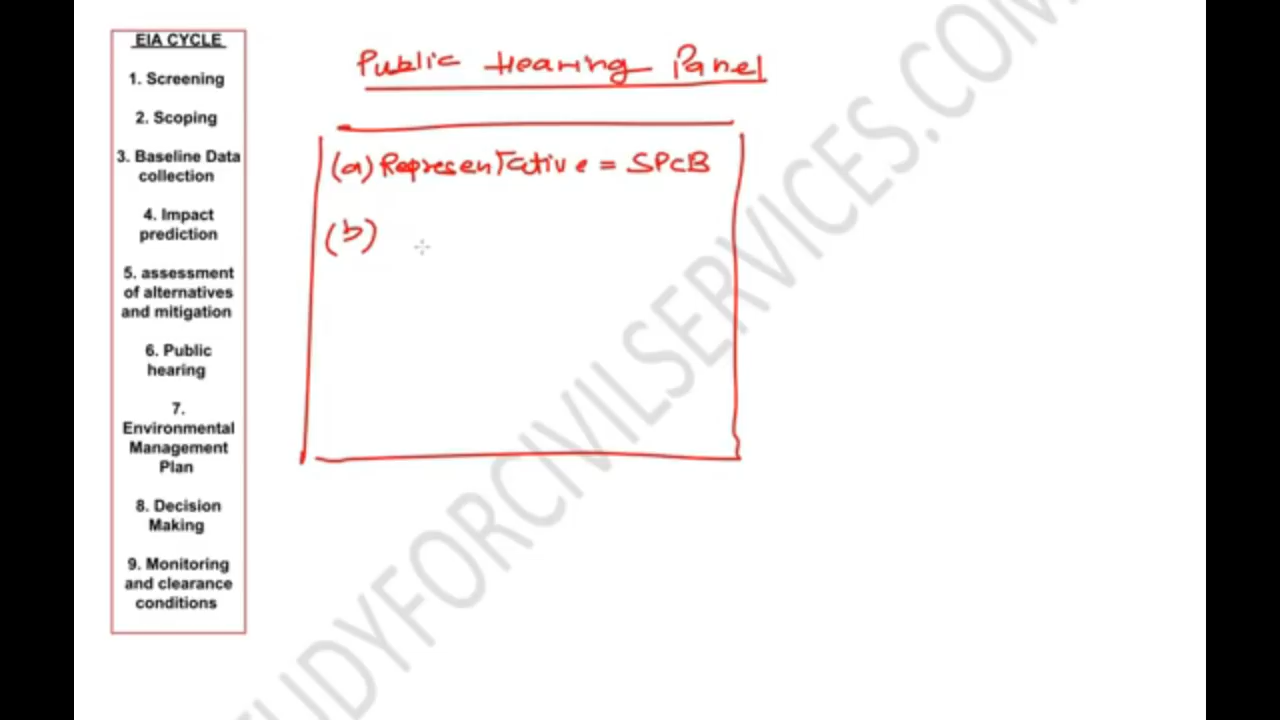 EIA CYCLE
1. Screening
2. Scoping
3. Baseline Data
collection
4. Impact
prediction
5. assessment
of alternatives
and mitigation
6. Public
hearing
7.
Environmental
Management
Plan
8. Decision
Making
9. Monitoring
and clearance
conditions
Public Hearing Panel
(a) Representative = SPCB
(b)
STUDYFORCIVILSERVICES.COM